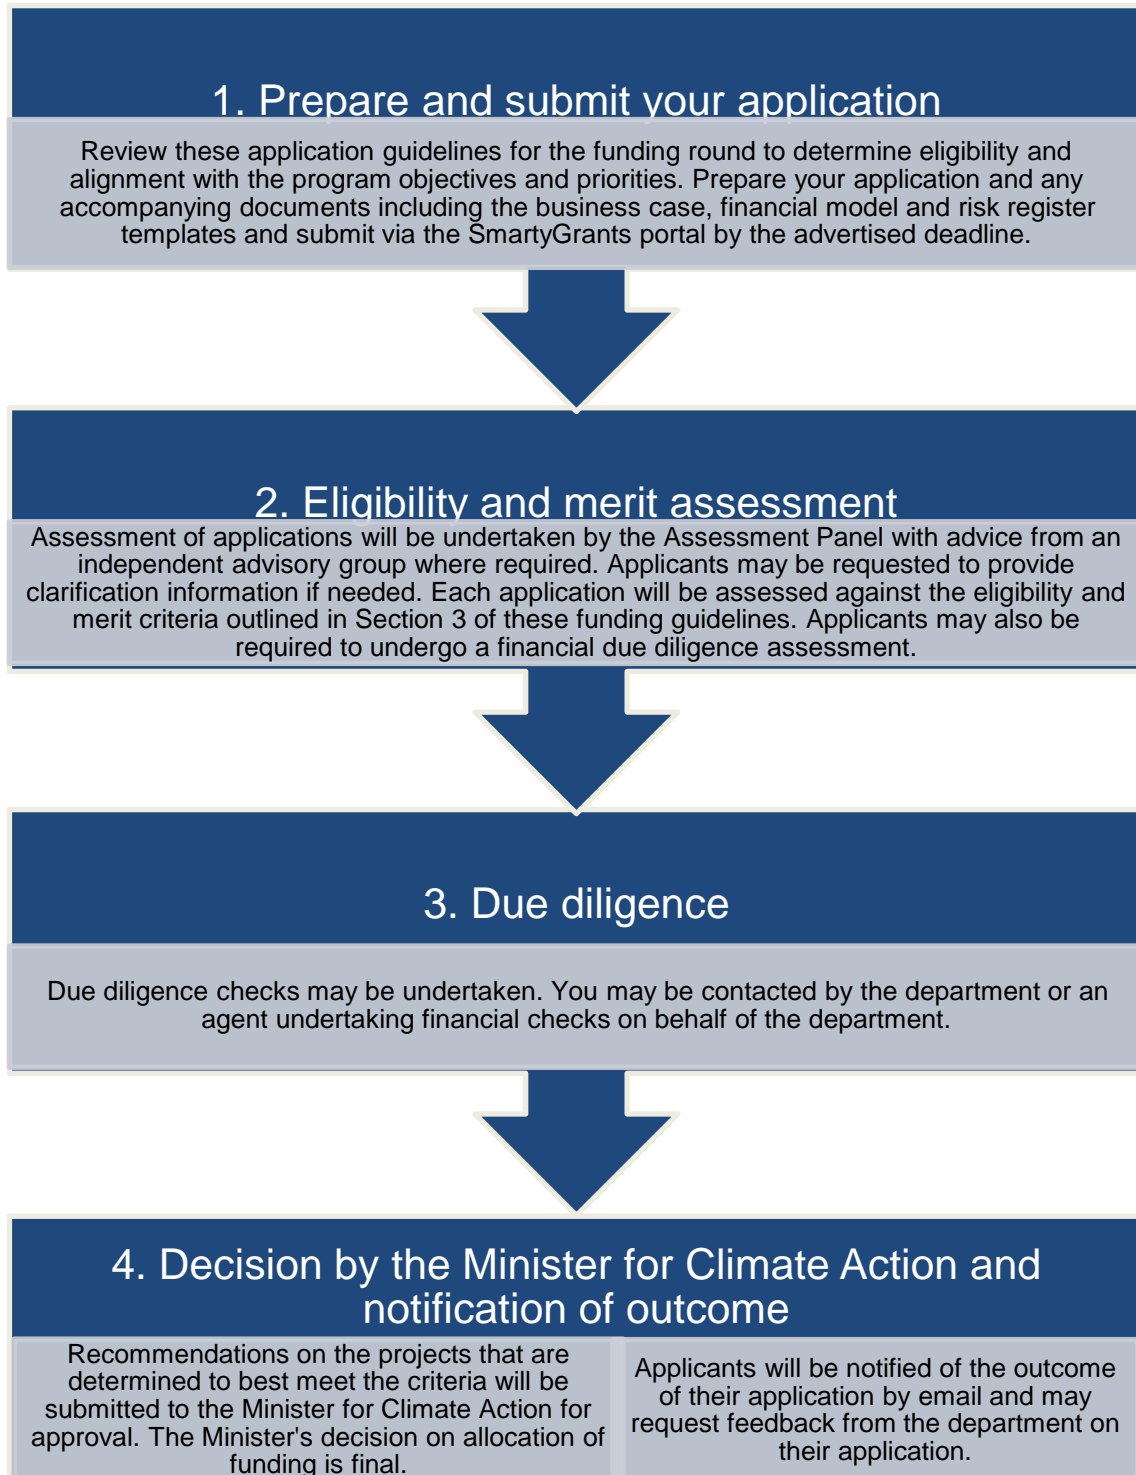 1. Prepare and submit your application
Review these application guidelines for the funding round to determine eligibility and
alignment with the program objectives and priorities. Prepare your application and any
accompanying documents including the business case, financial model and risk register
templates and submit via the SmartyGrants portal by the advertised deadline.
2. Eligibility and merit assessment
Assessment of applications will be undertaken by the Assessment Panel with advice from an
independent advisory group where required. Applicants may be requested to provide
clarification information if needed. Each application will be assessed against the eligibility and
merit criteria outlined in Section 3 of these funding guidelines. Applicants may also be
required to undergo a financial due diligence assessment.
3. Due diligence
Due diligence checks may be undertaken. You may be contacted by the department or an
agent undertaking financial checks on behalf of the department.
4. Decision by the Minister for Climate Action and
notification of outcome
Recommendations on the projects that are
determined to best meet the criteria will be
submitted to the Minister for Climate Action for
approval. The Minister's decision on allocation of
funding is final.
Applicants will be notified of the outcome
of their application by email and may
request feedback from the department on
their application.